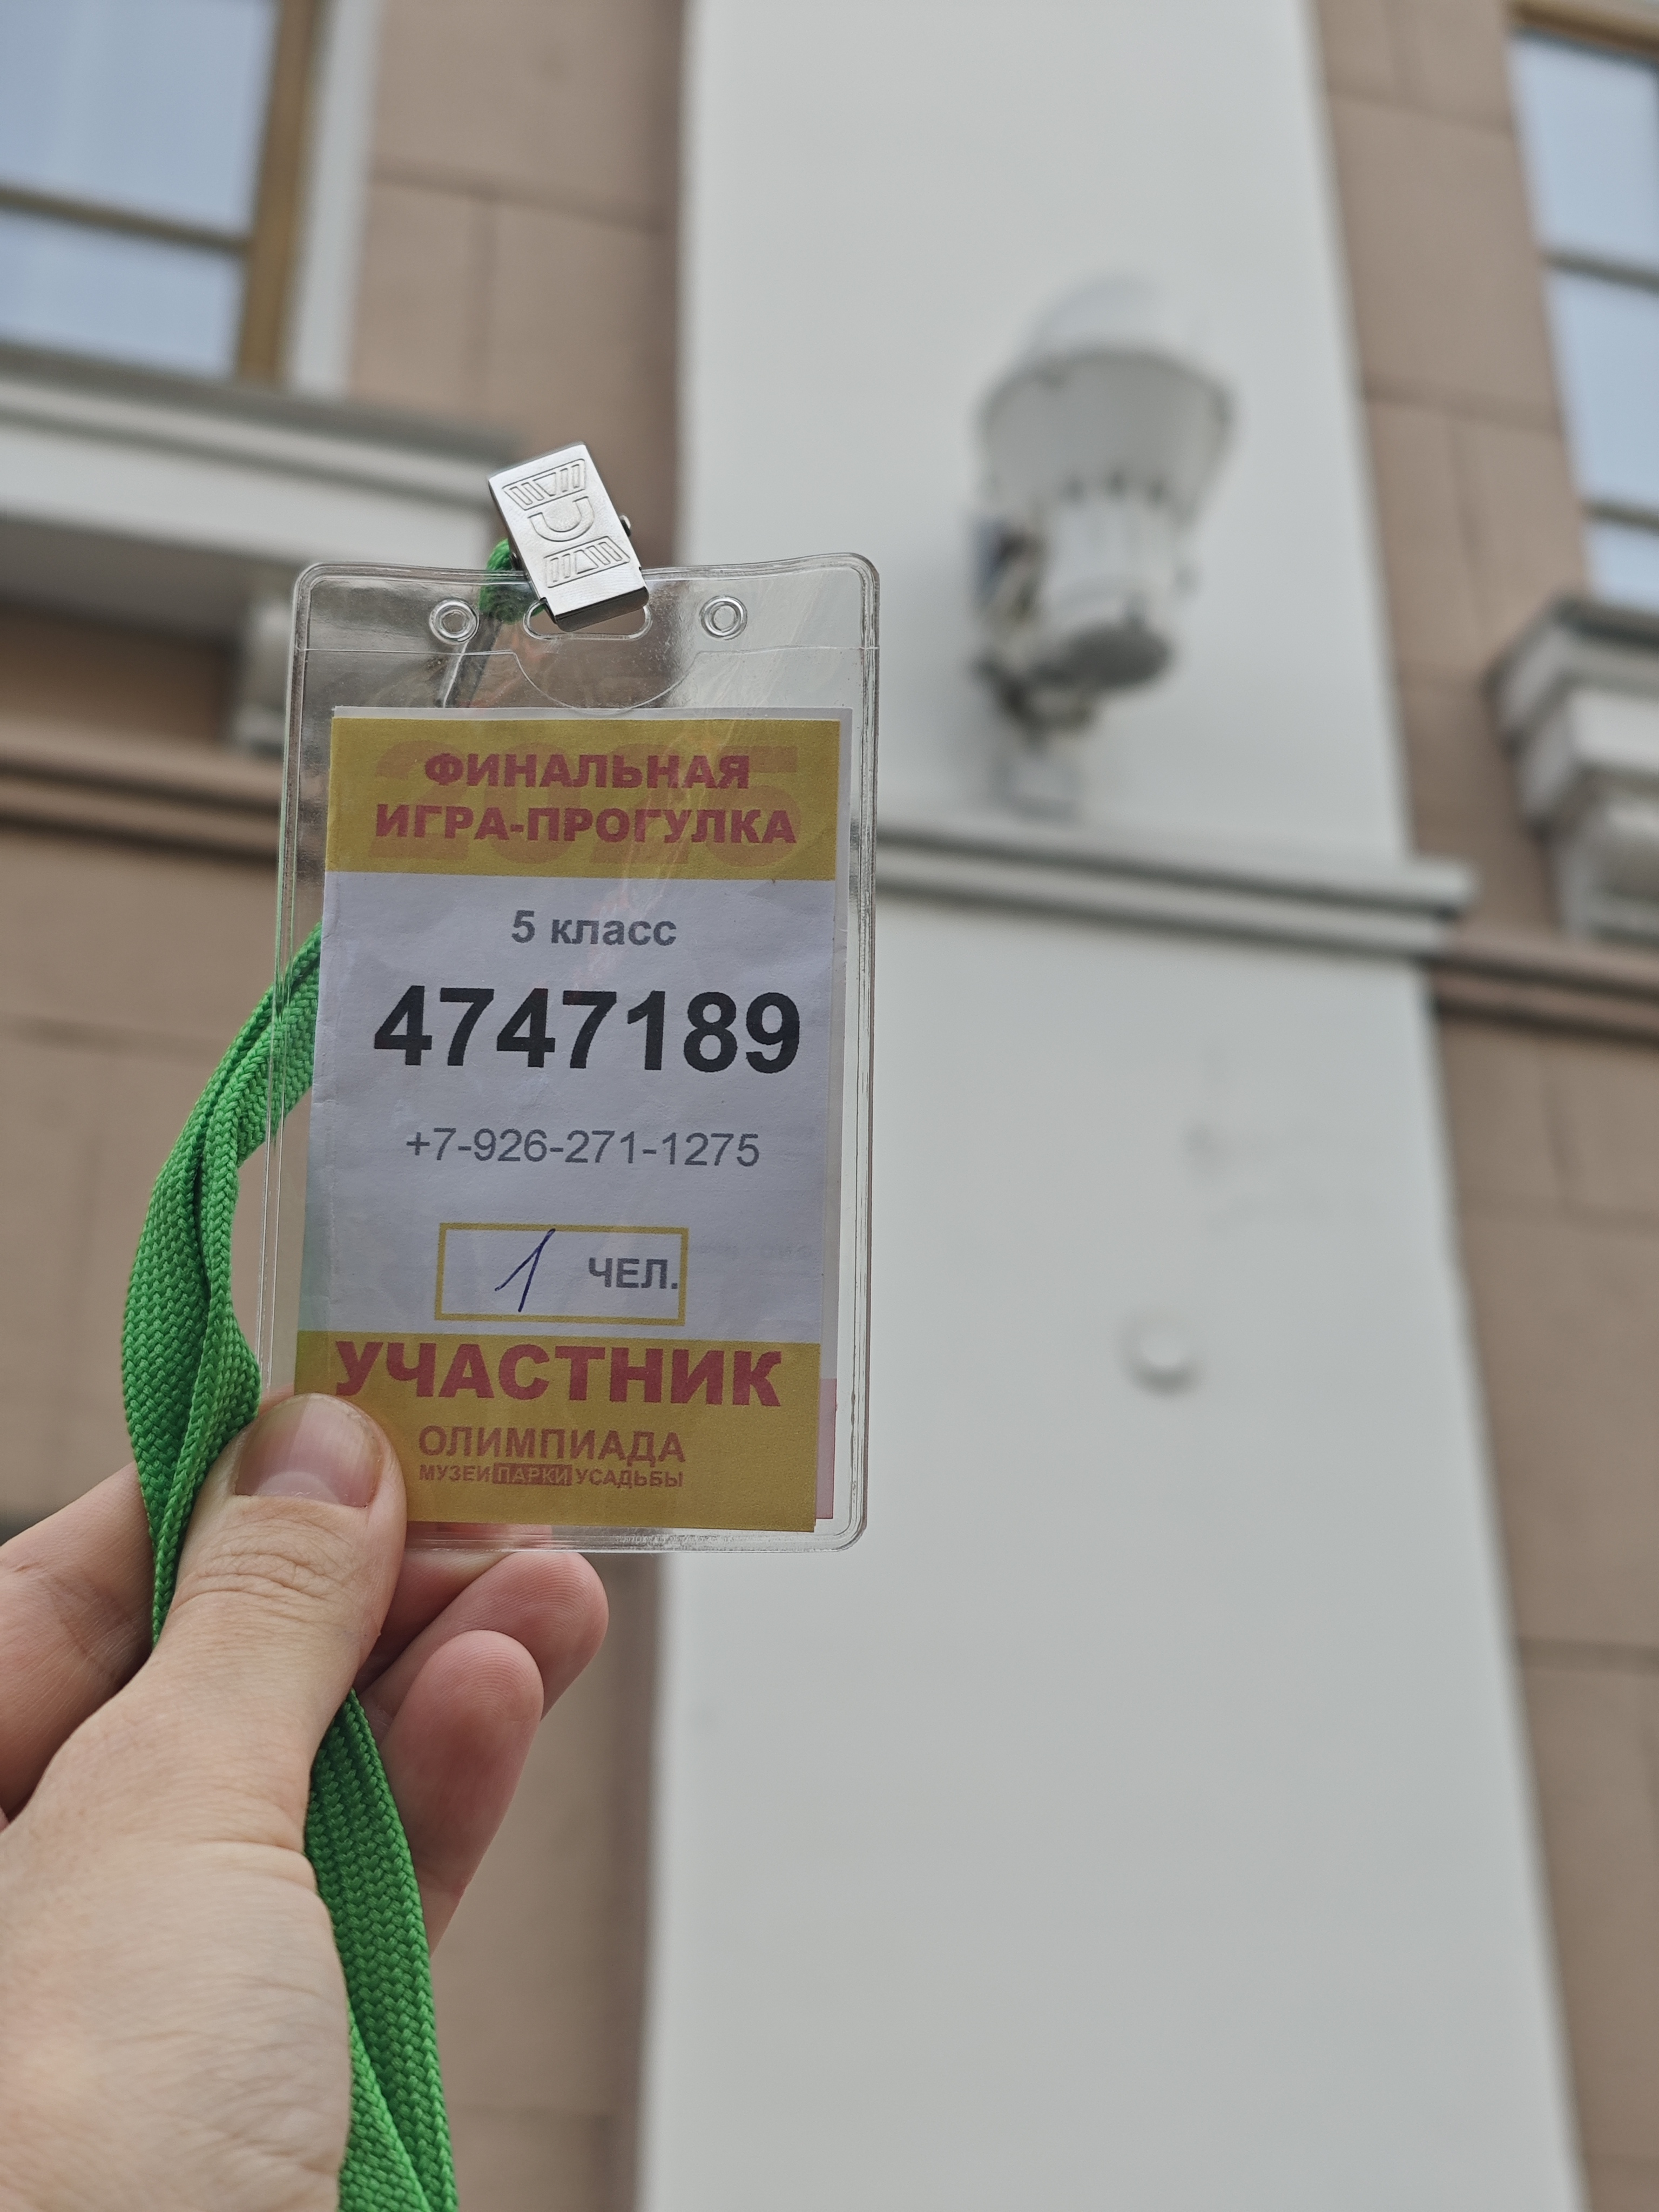 ФИНАЛЬНАЯ
ИГРА-ПРОГУЛКА
5 класс
4747189
+7-926-271-1275
1 ЧЕЛ.
УЧАСТНИК
ОЛИМПИАДА
МУЗЕИ ПАРКИ УСАДЬБЫ